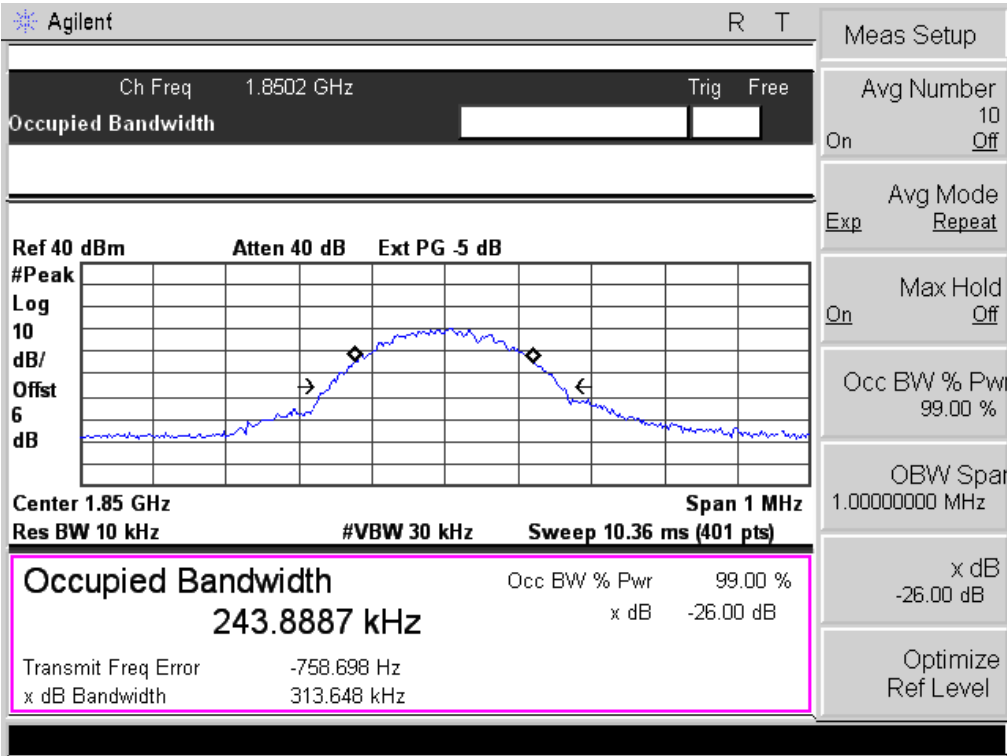 Agilent R T
Ch Freq 1.8502 GHz Trig Free
Occupied Bandwidth
Ref 40 dBm Atten 40 dB Ext PG -5 dB
#Peak
Log
10
dB/
Offst
6
dB
Center 1.85 GHz Span 1 MHz
Res BW 10 kHz #VBW 30 kHz Sweep 10.36 ms (401 pts)
Occupied Bandwidth
243.8887 kHz
Occ BW % Pwr 99.00 %
x dB -26.00 dB
Transmit Freq Error -758.698 Hz
x dB Bandwidth 313.648 kHz
Meas Setup
Avg Number
10
On Off
Avg Mode
Exp Repeat
Max Hold
On Off
Occ BW % Pwr
99.00 %
OBW Span
1.00000000 MHz
x dB
-26.00 dB
Optimize
Ref Level